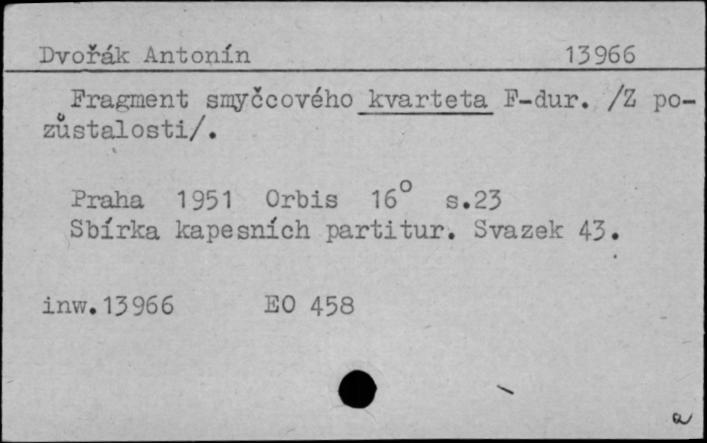 Dvořák Antonín 13966
Fragment smyčcového kvarteta F-dur. /Z po-
zůstalosti/.
Praha 1951 Orbis 16° s.23
Sbírka kapesních partitur. Svazek 43.
inw.13966 EO 458
a